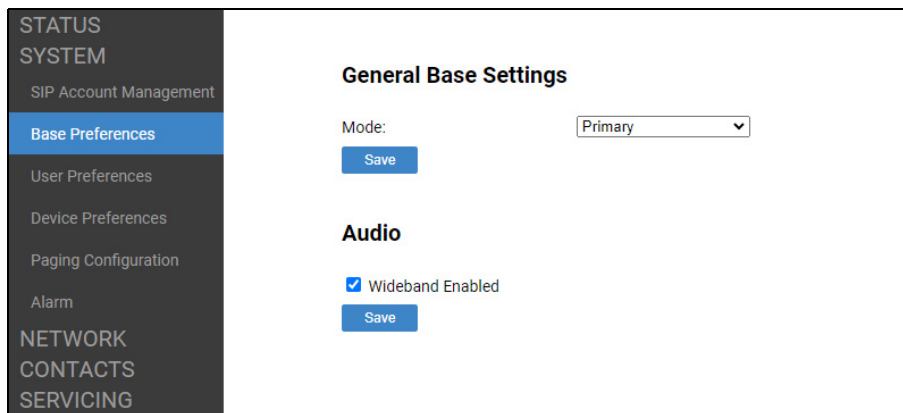 STATUS
SYSTEM
SIP Account Management
Base Preferences
User Preferences
Device Preferences
Paging Configuration
Alarm
NETWORK
CONTACTS
SERVICING
General Base Settings
Mode: Primary
Save
Audio
Wideband Enabled
Save